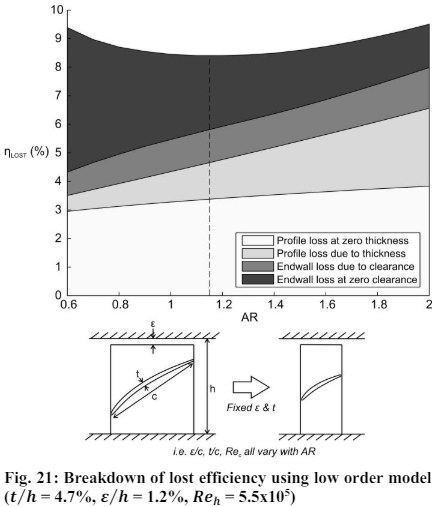 10
9
8
7
6
5
4
3
2
1
0
η_LOST (%)
0.6 0.8 1 1.2 1.4 1.6 1.8 2
AR
Profile loss at zero thickness
Profile loss due to thickness
Endwall loss due to clearance
Endwall loss at zero clearance
ε
t
c
h
Fixed ε & t
i.e. ε/c, t/c, Re_c all vary with AR
Fig. 21: Breakdown of lost efficiency using low order model
(t/h = 4.7%, ε/h = 1.2%, Re_h = 5.5x10⁵)